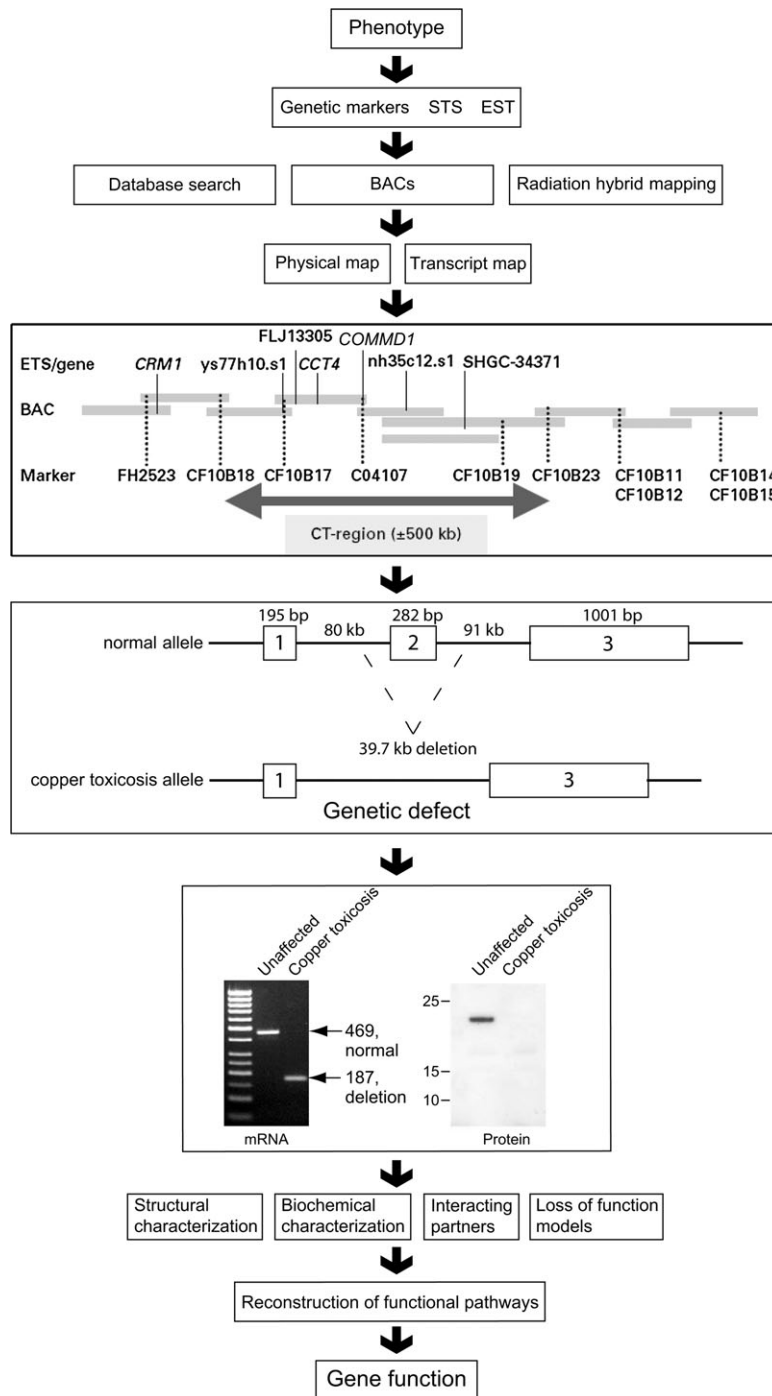 Phenotype
Genetic markers STS EST
Database search
BACs
Radiation hybrid mapping
Physical map
Transcript map
FLJ13305 COMMD1
ETS/gene CRM1 ys77h10.s1 CCT4 nh35c12.s1 SHGC-34371
BAC
Marker FH2523 CF10B18 CF10B17 C04107 CF10B19 CF10B23 CF10B11 CF10B14
CF10B12 CF10B15
CT-region (±500 kb)
195 bp 282 bp 1001 bp
80 kb 91 kb
normal allele 1 2 3
39.7 kb deletion
copper toxicosis allele 1 3
Genetic defect
Unaffected
Copper toxicosis
469,
normal
187,
deletion
mRNA
Unaffected
Copper toxicosis
25
15
10
Protein
Structural
characterization
Biochemical
characterization
Interacting
partners
Loss of function
models
Reconstruction of functional pathways
Gene function